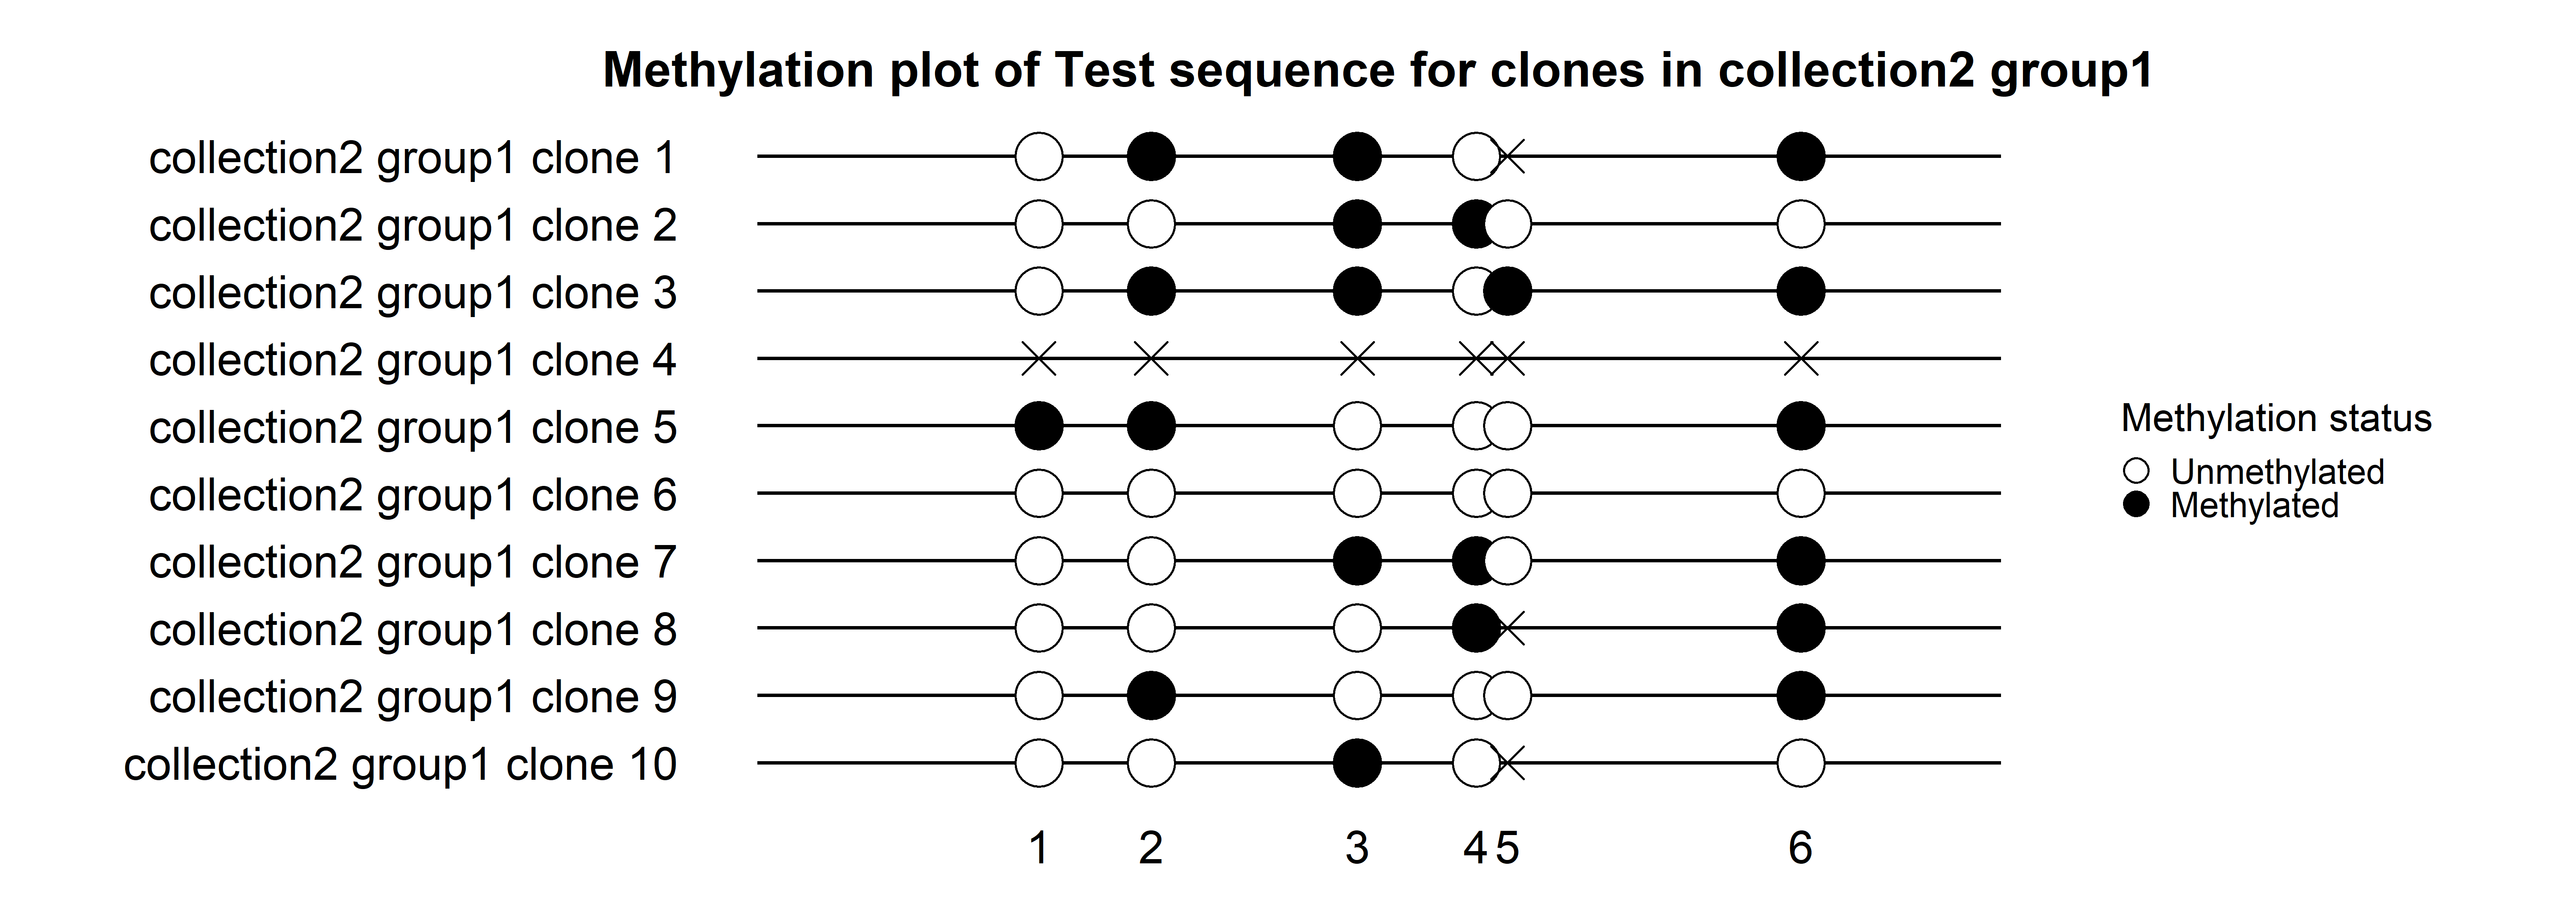 Methylation plot of Test sequence for clones in collection2 group1
collection2 group1 clone 1
collection2 group1 clone 2
collection2 group1 clone 3
collection2 group1 clone 4
collection2 group1 clone 5
collection2 group1 clone 6
collection2 group1 clone 7
collection2 group1 clone 8
collection2 group1 clone 9
collection2 group1 clone 10
1 2 3 4 5 6
Methylation status
Unmethylated
Methylated